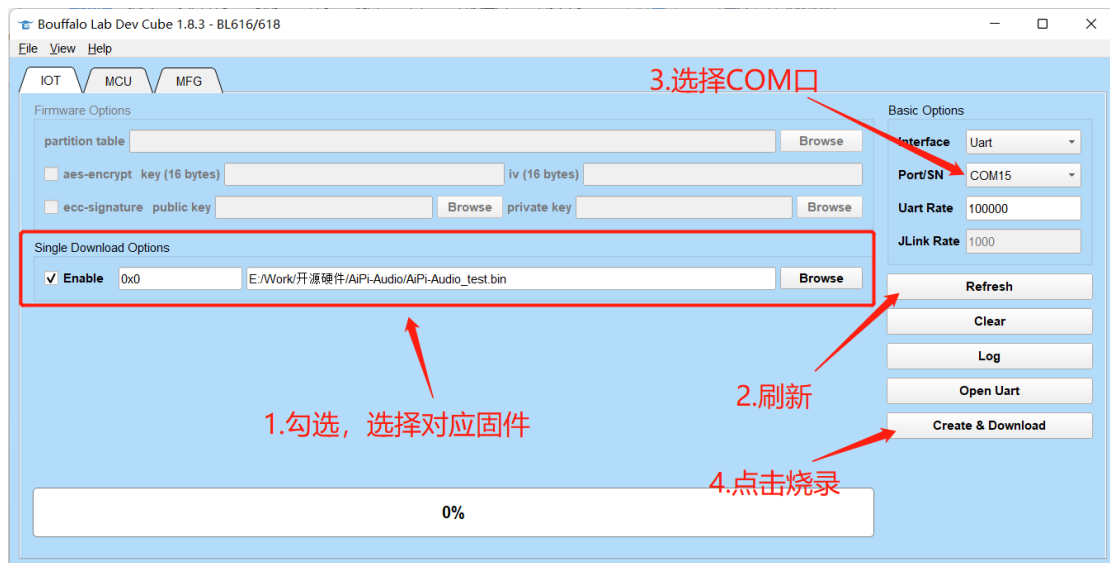 Bouffalo Lab Dev Cube 1.8.3 - BL616/618
File View Help
IOT MCU MFG
3.选择COM口
Firmware Options
partition table Browse
aes-encrypt key (16 bytes) iv (16 bytes)
ecc-signature public key Browse private key Browse
Single Download Options
Enable 0x0 E:/Work/开源硬件/AiPi-Audio/AiPi-Audio_test.bin Browse
Basic Options
Interface Uart
Port/SN COM15
Uart Rate 100000
JLink Rate 1000
Refresh
Clear
Log
Open Uart
Create & Download
1.勾选，选择对应固件
2.刷新
4.点击烧录
0%